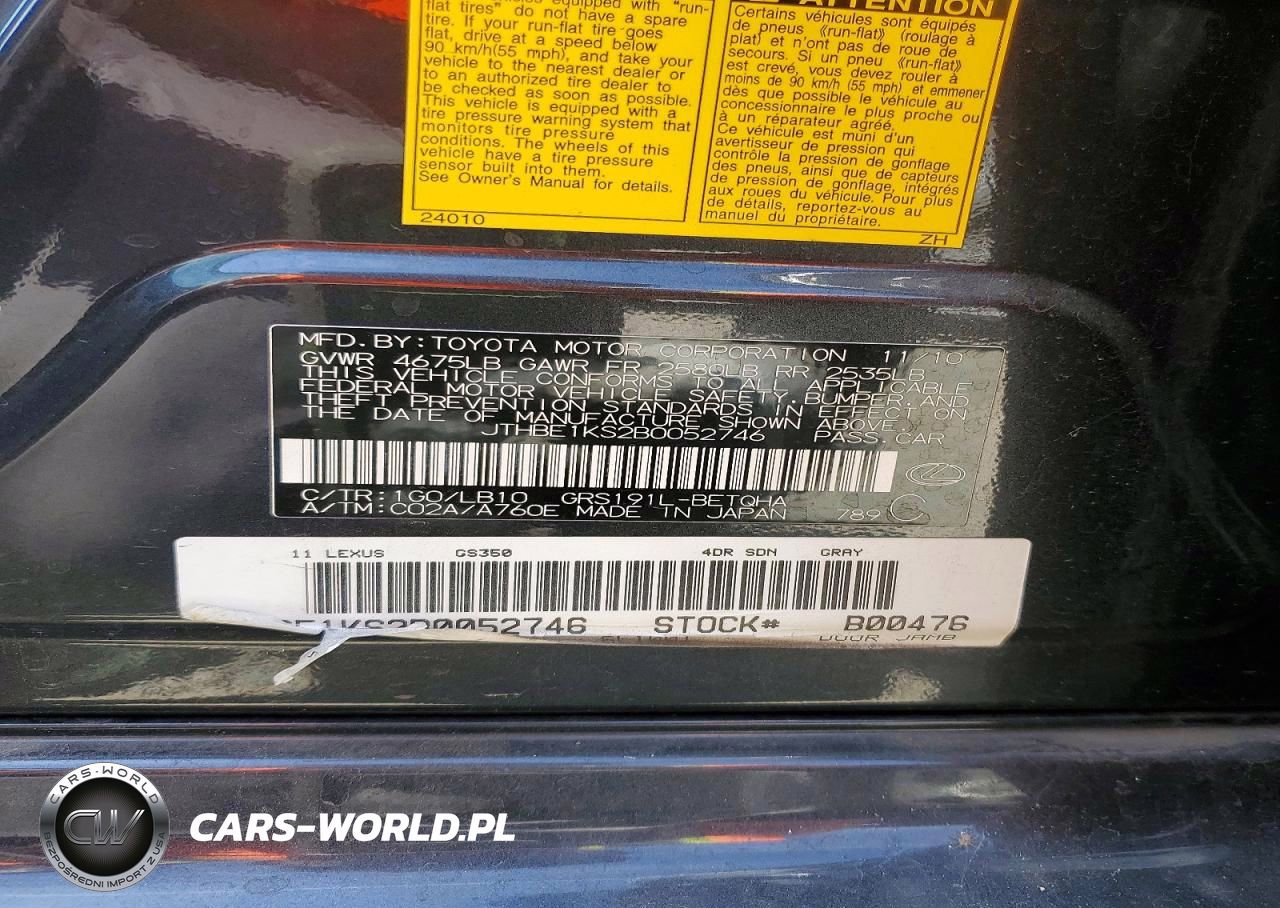 equipped with "run-
flat tires" do not have a spare
tire. If your run-flat tire goes
flat, drive at a speed below
90 km/h(55 mph), and take your
vehicle to the nearest dealer or
to an authorized tire dealer to
be checked as soon as possible.
This vehicle is equipped with a
tire pressure warning system that
monitors tire pressure
conditions. The wheels of this
vehicle have a tire pressure
sensor built into them.
See Owner's Manual for details.
24010
ATTENTION
Certains véhicules sont équipés
de pneus 《run-flat》 (roulage à
plat) et n'ont pas de roue de
secours. Si un pneu 《run-flat》
est crevé, vous devez rouler à
moins de 90 km/h (55 mph) et emmener
dès que possible le véhicule au
concessionnaire le plus proche ou
à un réparateur agréé.
Ce véhicule est muni d'un
avertisseur de pression qui
contrôle la pression de gonflage
des pneus, ainsi que de capteurs
de pression de gonflage, intégrés
aux roues du véhicule. Pour plus
de détails, reportez-vous au
manuel du propriétaire.
ZH
MFD.BY:TOYOTA MOTOR CORPORATION 11/10
GVWR 4675LB GAWR FR 2580LB RR 2535LB
THIS VEHICLE CONFORMS TO ALL APPLICABLE
FEDERAL MOTOR VEHICLE SAFETY,BUMPER,AND
THEFT PREVENTION STANDARDS IN EFFECT ON
THE DATE OF MANUFACTURE SHOWN ABOVE.
JTHBE1KS2B0052746 PASS.CAR
C/TR:1G0/LB10 GRS191L-BETQHA
A/TM:C02A/A760E MADE IN JAPAN 789 C
11 LEXUS GS350 4DR SDN GRAY
E1KS2B0052746 STOCK# B00476
DOOR JAMB
CARS-WORLD
CW
BEZPOŚREDNI IMPORT Z USA
CARS-WORLD.PL